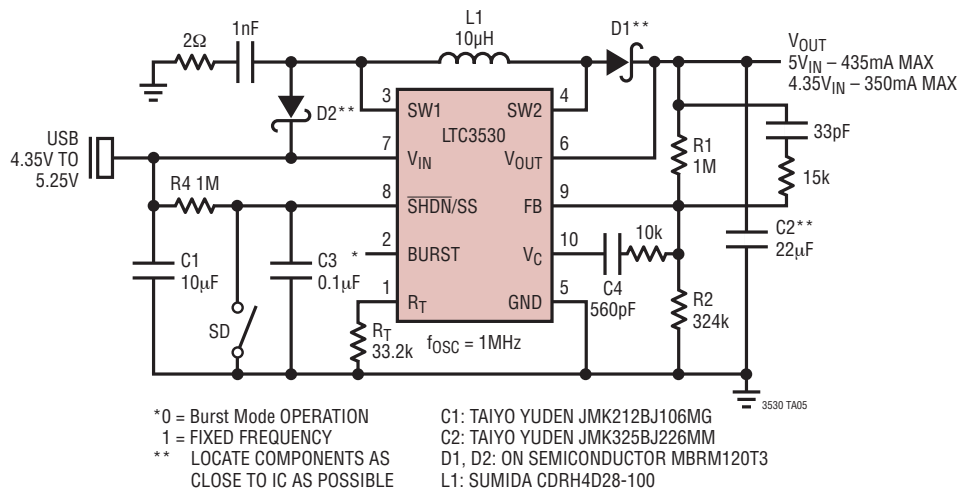 L1
10µH
1nF
2Ω
D1**
VOUT
5VIN – 435mA MAX
4.35VIN – 350mA MAX
D2**
3
SW1
SW2
4
LTC3530
USB
4.35V TO
5.25V
7
VIN
VOUT
6
R1
1M
33pF
15k
R4 1M
8
SHDN/SS
FB
9
C1
10µF
C3
0.1µF
*
2
BURST
VC
10
10k
C4
560pF
C2**
22µF
SD
1
RT
GND
5
R2
324k
RT
33.2k
fOSC = 1MHz
3530 TA05
*0 = Burst Mode OPERATION
1 = FIXED FREQUENCY
** LOCATE COMPONENTS AS
CLOSE TO IC AS POSSIBLE
C1: TAIYO YUDEN JMK212BJ106MG
C2: TAIYO YUDEN JMK325BJ226MM
D1, D2: ON SEMICONDUCTOR MBRM120T3
L1: SUMIDA CDRH4D28-100